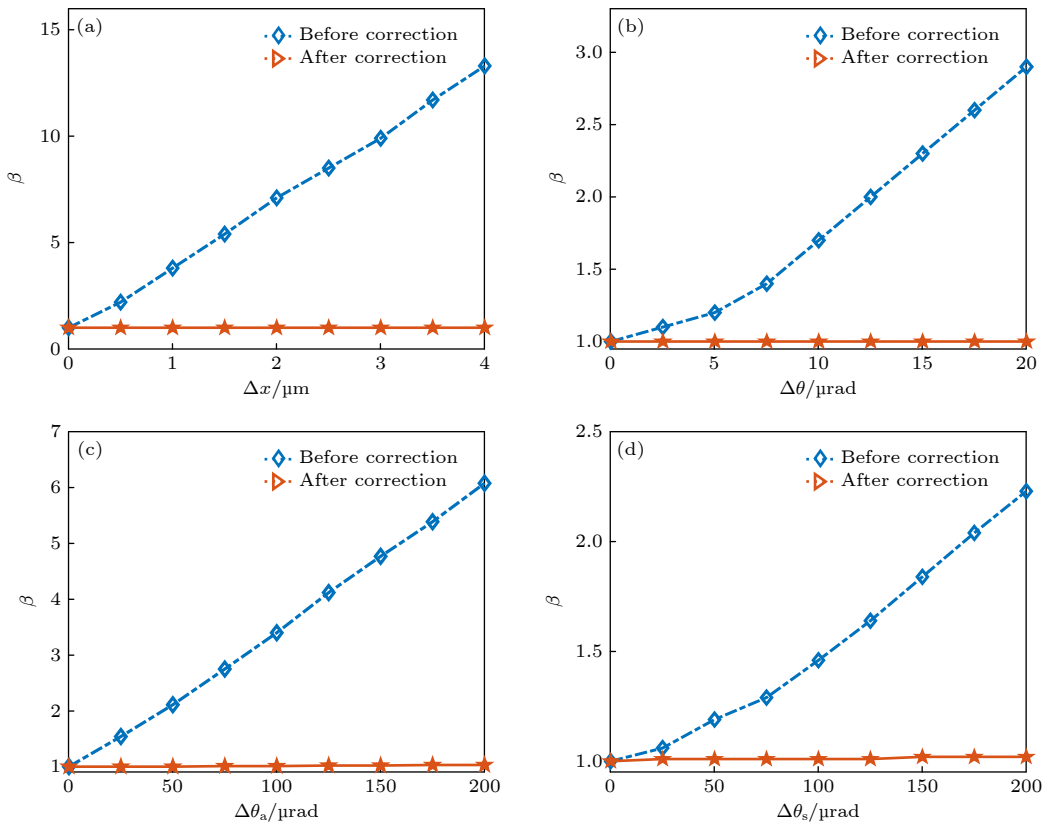 (a)
Before correction
After correction
15
10
5
0
β
0 1 2 3 4
Δx/µm
(b)
Before correction
After correction
3.0
2.5
2.0
1.5
1.0
β
0 5 10 15 20
Δθ/µrad
(c)
Before correction
After correction
7
6
5
4
3
2
1
β
0 50 100 150 200
Δθₐ/µrad
(d)
Before correction
After correction
2.5
2.0
1.5
1.0
β
0 50 100 150 200
Δθₛ/µrad